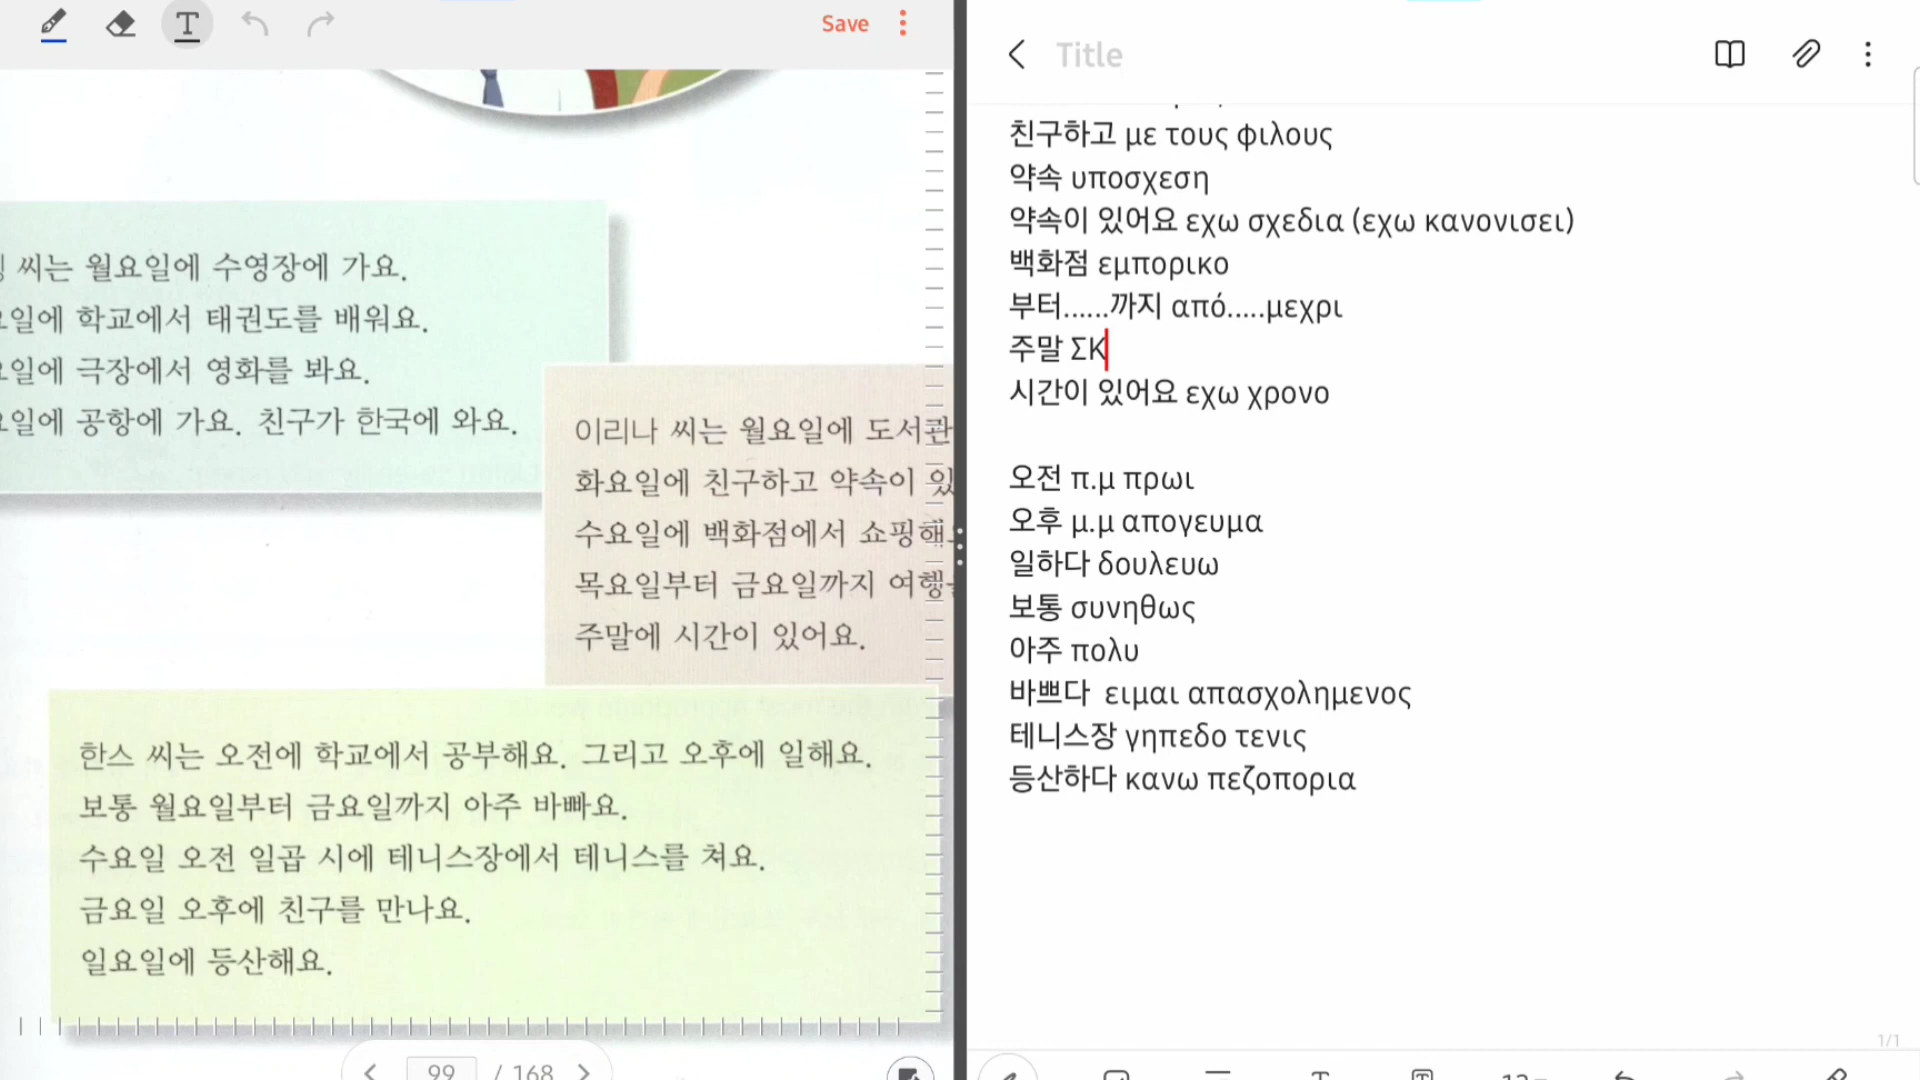 Save
씨는 월요일에 수영장에 가요.
요일에 학교에서 태권도를 배워요.
요일에 극장에서 영화를 봐요.
요일에 공항에 가요. 친구가 한국에 와요.
이리나 씨는 월요일에 도서관
화요일에 친구하고 약속이 있
수요일에 백화점에서 쇼핑해
목요일부터 금요일까지 여행
주말에 시간이 있어요.
한스 씨는 오전에 학교에서 공부해요. 그리고 오후에 일해요.
보통 월요일부터 금요일까지 아주 바빠요.
수요일 오전 일곱 시에 테니스장에서 테니스를 쳐요.
금요일 오후에 친구를 만나요.
일요일에 등산해요.
99 / 168
Title
친구하고 με τους φιλους
약속 υποσχεση
약속이 있어요 εχω σχεδια (εχω κανονισει)
백화점 εμπορικο
부터......까지 από.....μεχρι
주말 ΣΚ
시간이 있어요 εχω χρονο
오전 π.μ πρωι
오후 μ.μ απογευμα
일하다 δουλευω
보통 συνηθως
아주 πολυ
바쁘다 ειμαι απασχολημενος
테니스장 γηπεδο τενις
등산하다 κανω πεζοπορια
1/1